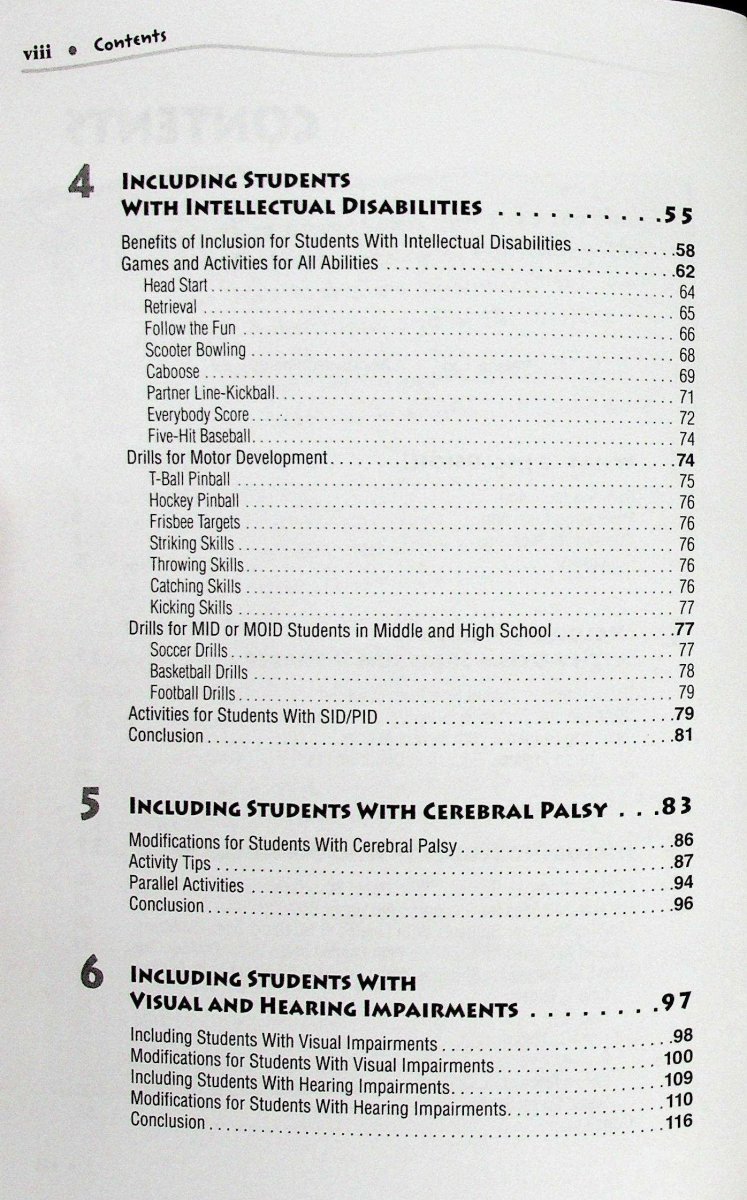 viii • Contents
4 INCLUDING STUDENTS
WITH INTELLECTUAL DISABILITIES . . . . . . . . . .55
Benefits of Inclusion for Students With Intellectual Disabilities . . . . . . . . . .58
Games and Activities for All Abilities . . . . . . . . . .62
Head Start . . . . . . . . . . 64
Retrieval . . . . . . . . . . 65
Follow the Fun . . . . . . . . . . 66
Scooter Bowling . . . . . . . . . . 68
Caboose . . . . . . . . . . 69
Partner Line-Kickball. . . . . . . . . . 71
Everybody Score . . . . . . . . . . 72
Five-Hit Baseball. . . . . . . . . . 74
Drills for Motor Development . . . . . . . . . .74
T-Ball Pinball . . . . . . . . . . 75
Hockey Pinball . . . . . . . . . . 76
Frisbee Targets . . . . . . . . . . 76
Striking Skills . . . . . . . . . . 76
Throwing Skills. . . . . . . . . . 76
Catching Skills . . . . . . . . . . 76
Kicking Skills . . . . . . . . . . 77
Drills for MID or MOID Students in Middle and High School . . . . . . . . . .77
Soccer Drills . . . . . . . . . . 77
Basketball Drills . . . . . . . . . . 78
Football Drills . . . . . . . . . . 79
Activities for Students With SID/PID . . . . . . . . . .79
Conclusion . . . . . . . . . .81
5 INCLUDING STUDENTS WITH CEREBRAL PALSY . . .83
Modifications for Students With Cerebral Palsy . . . . . . . . . .86
Activity Tips . . . . . . . . . .87
Parallel Activities . . . . . . . . . .94
Conclusion . . . . . . . . . .96
6 INCLUDING STUDENTS WITH
VISUAL AND HEARING IMPAIRMENTS . . . . . . . .97
Including Students With Visual Impairments . . . . . . . . . .98
Modifications for Students With Visual Impairments . . . . . . . . . . 100
Including Students With Hearing Impairments. . . . . . . . . .109
Modifications for Students With Hearing Impairments. . . . . . . . . .110
Conclusion . . . . . . . . . .116